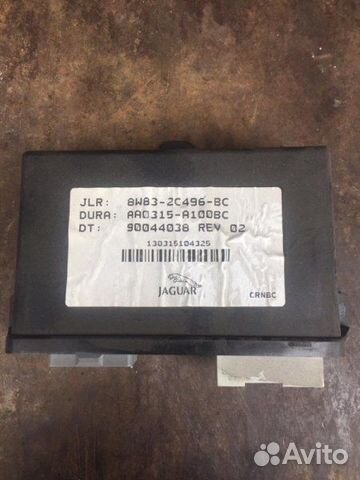 JLR: 8W83-2C496-BC
DURA: AA0315-A100BC
DT: 90044038 REV 02
130315104325
JAGUAR
CRNBC
Avito